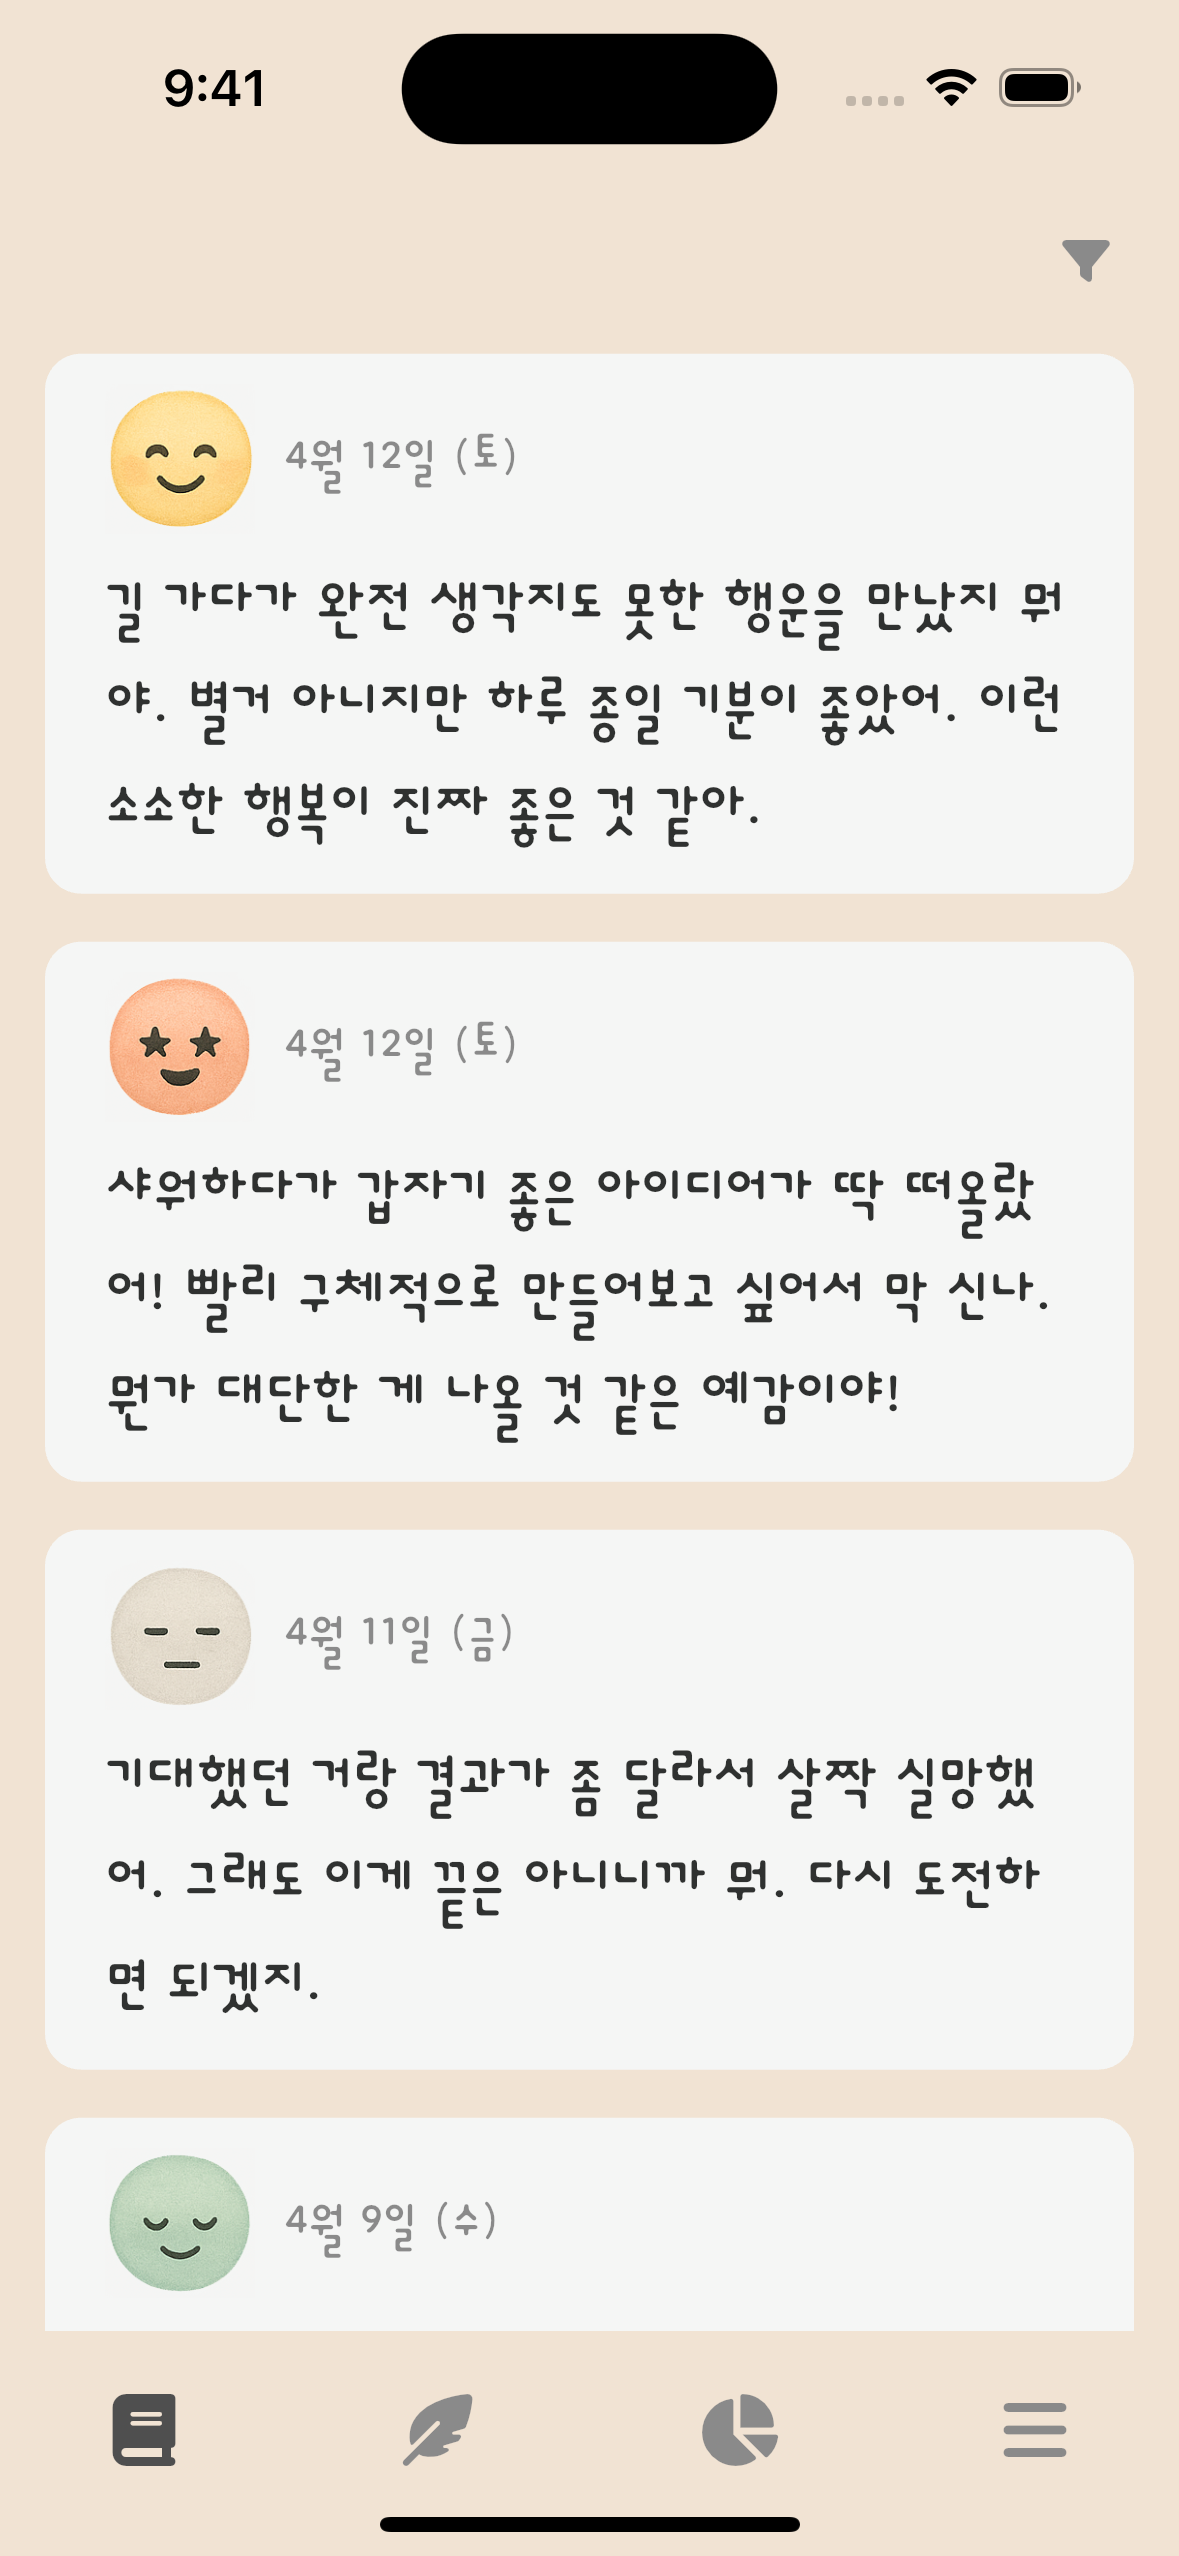 9:41
4월 12일 (토)
길 가다가 완전 생각지도 못한 행운을 만났지 뭐
야. 별거 아니지만 하루 종일 기분이 좋았어. 이런
소소한 행복이 진짜 좋은 것 같아.
4월 12일 (토)
샤워하다가 갑자기 좋은 아이디어가 딱 떠올랐
어! 빨리 구체적으로 만들어보고 싶어서 막 신나.
뭔가 대단한 게 나올 것 같은 예감이야!
4월 11일 (금)
기대했던 거랑 결과가 좀 달라서 살짝 실망했
어. 그래도 이게 끝은 아니니까 뭐. 다시 도전하
면 되겠지.
4월 9일 (수)